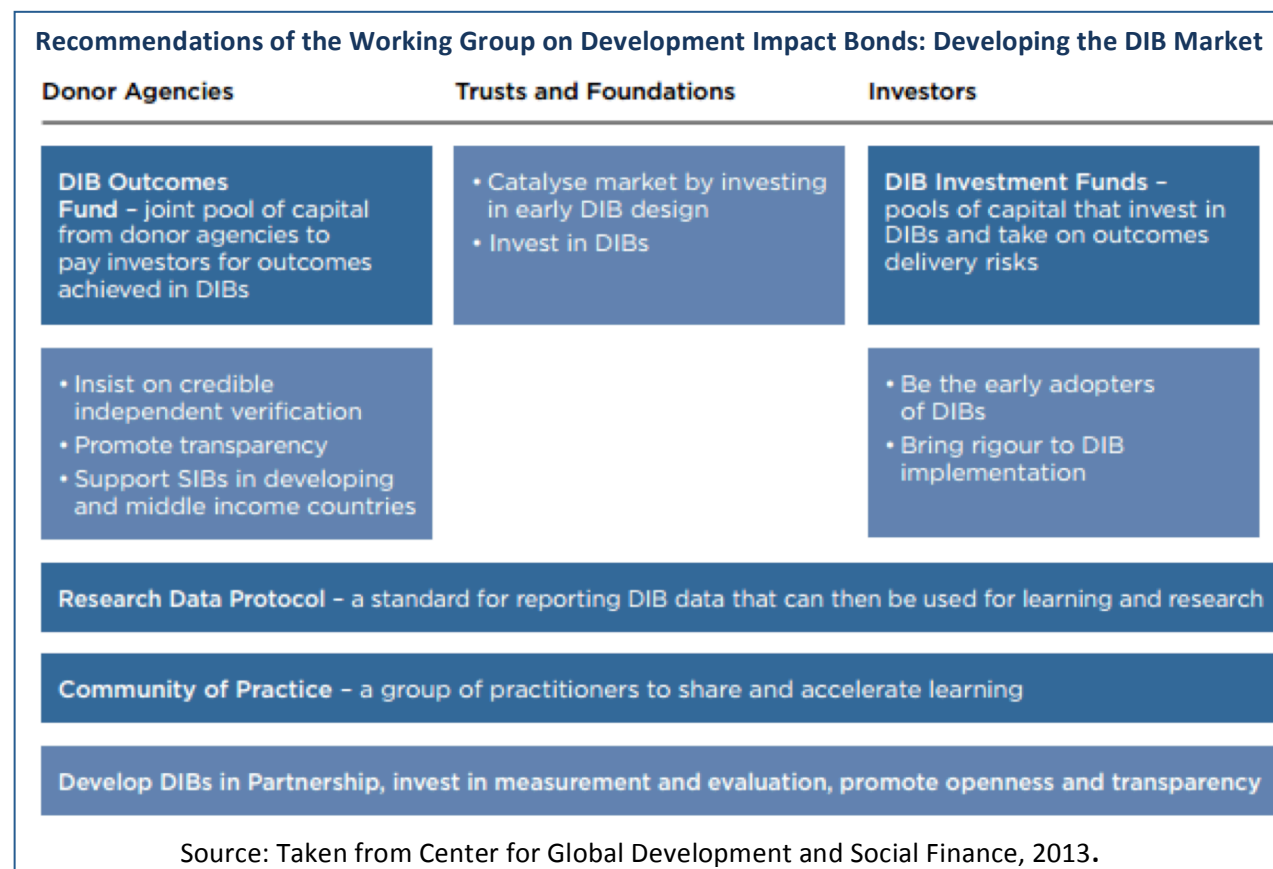 Recommendations of the Working Group on Development Impact Bonds: Developing the DIB Market
Donor Agencies
Trusts and Foundations
Investors
DIB Outcomes
Fund – joint pool of capital
from donor agencies to
pay investors for outcomes
achieved in DIBs
• Catalyse market by investing
in early DIB design
• Invest in DIBs
DIB Investment Funds –
pools of capital that invest in
DIBs and take on outcomes
delivery risks
• Insist on credible
independent verification
• Promote transparency
• Support SIBs in developing
and middle income countries
• Be the early adopters
of DIBs
• Bring rigour to DIB
implementation
Research Data Protocol – a standard for reporting DIB data that can then be used for learning and research
Community of Practice – a group of practitioners to share and accelerate learning
Develop DIBs in Partnership, invest in measurement and evaluation, promote openness and transparency
Source: Taken from Center for Global Development and Social Finance, 2013.